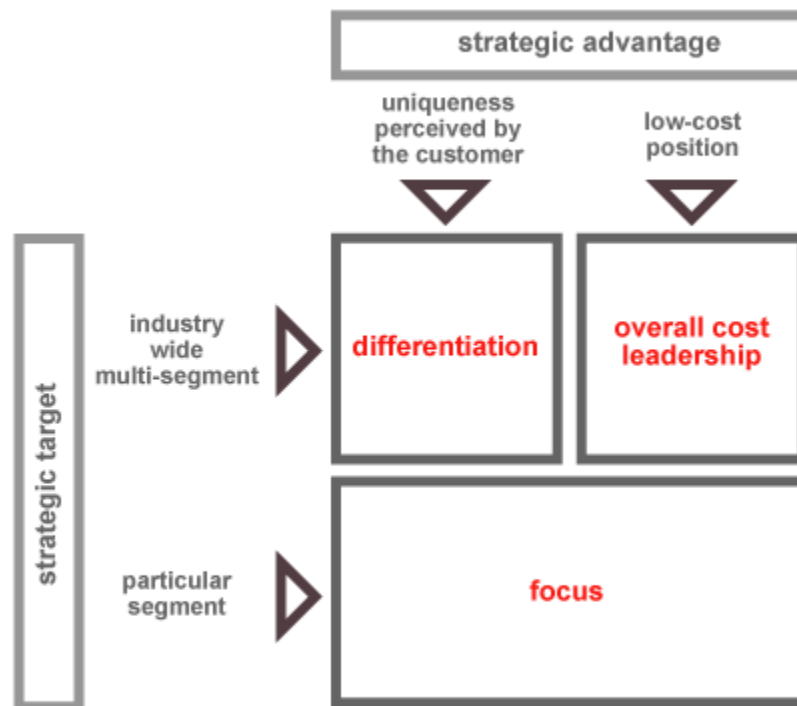 strategic advantage
uniqueness
perceived by
the customer
low-cost
position
strategic target
industry
wide
multi-segment
differentiation
overall cost
leadership
particular
segment
focus